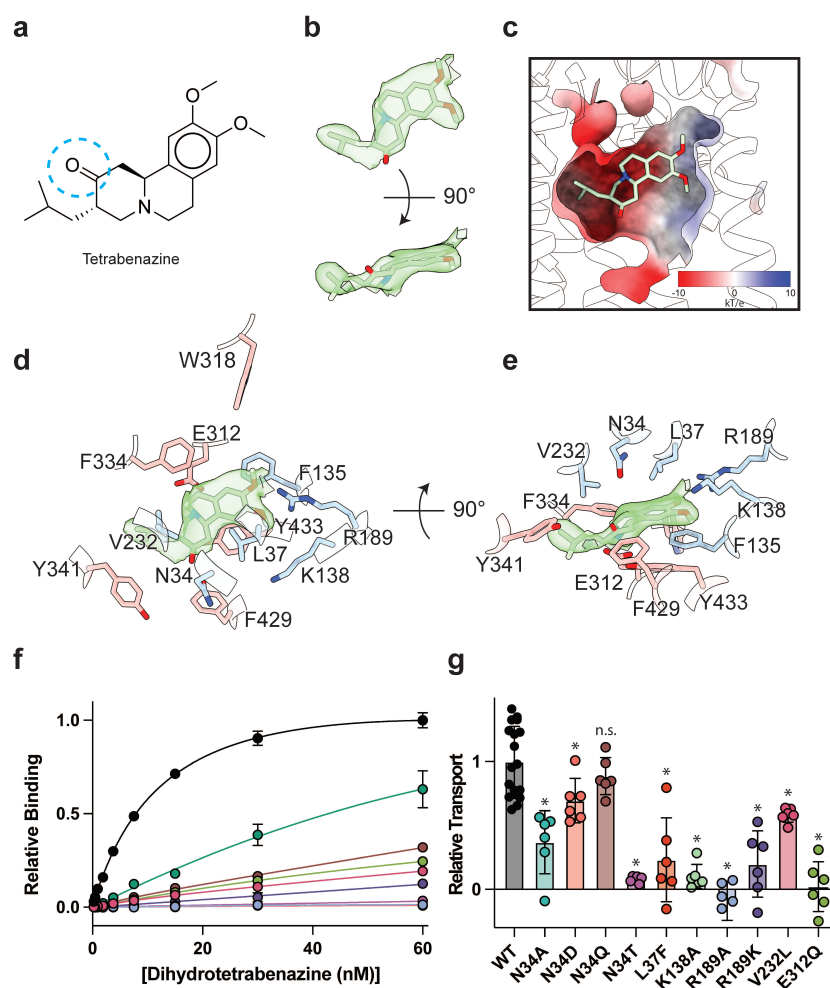 a
b
c
O
O
O
N
Tetrabenazine
90°
-10
0
10
kT/e
d
e
W318
E312
F334
F135
V232
Y433
L37
R189
Y341
N34
K138
F429
90°
N34
L37
R189
V232
F334
K138
Y341
F135
E312
F429
Y433
f
g
Relative Binding
1.0
0.5
0.0
0
20
40
60
[Dihydrotetrabenazine (nM)]
Relative Transport
1
0
*
*
n.s.
*
*
*
*
*
*
*
WT
N34A
N34D
N34Q
N34T
L37F
K138A
R189A
R189K
V232L
E312Q